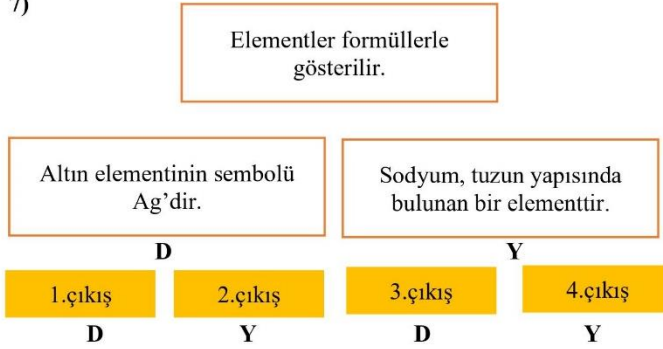 7)
Elementler formüllerle
gösterilir.
Altın elementinin sembolü
Ag’dir.
Sodyum, tuzun yapısında
bulunan bir elementtir.
D
Y
1.çıkış
2.çıkış
3.çıkış
4.çıkış
D
Y
D
Y